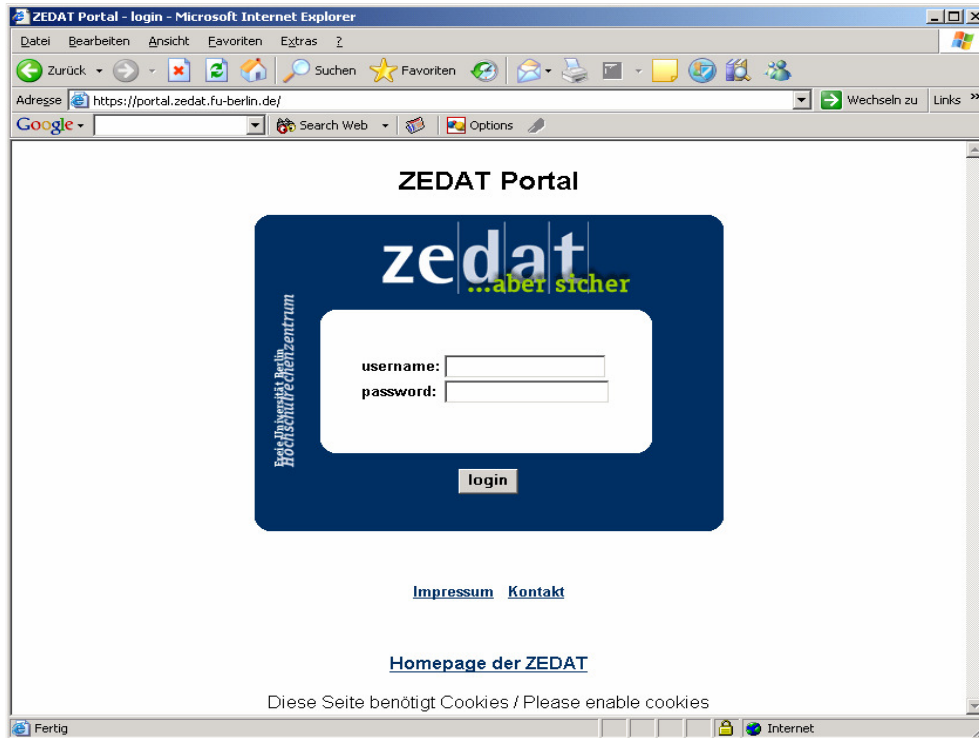 ZEDAT Portal - login - Microsoft Internet Explorer
Datei Bearbeiten Ansicht Favoriten Extras ?
Zurück Suchen Favoriten
Adresse https://portal.zedat.fu-berlin.de/ Wechseln zu Links »
Google Search Web Options
ZEDAT Portal
zedat
...aber sicher
Freie Universität Berlin
Hochschulrechenzentrum
username:
password:
login
Impressum Kontakt
Homepage der ZEDAT
Diese Seite benötigt Cookies / Please enable cookies
Fertig Internet